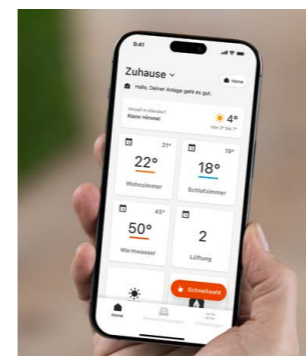 9:41
Zuhause
Home
Hallo, Deiner Anlage geht es gut.
Klarer Himmel
4°
21°
22°
Wohnzimmer
19°
18°
Schlafzimmer
45°
50°
Warmwasser
2
Lüftung
Schnellwahl
Home